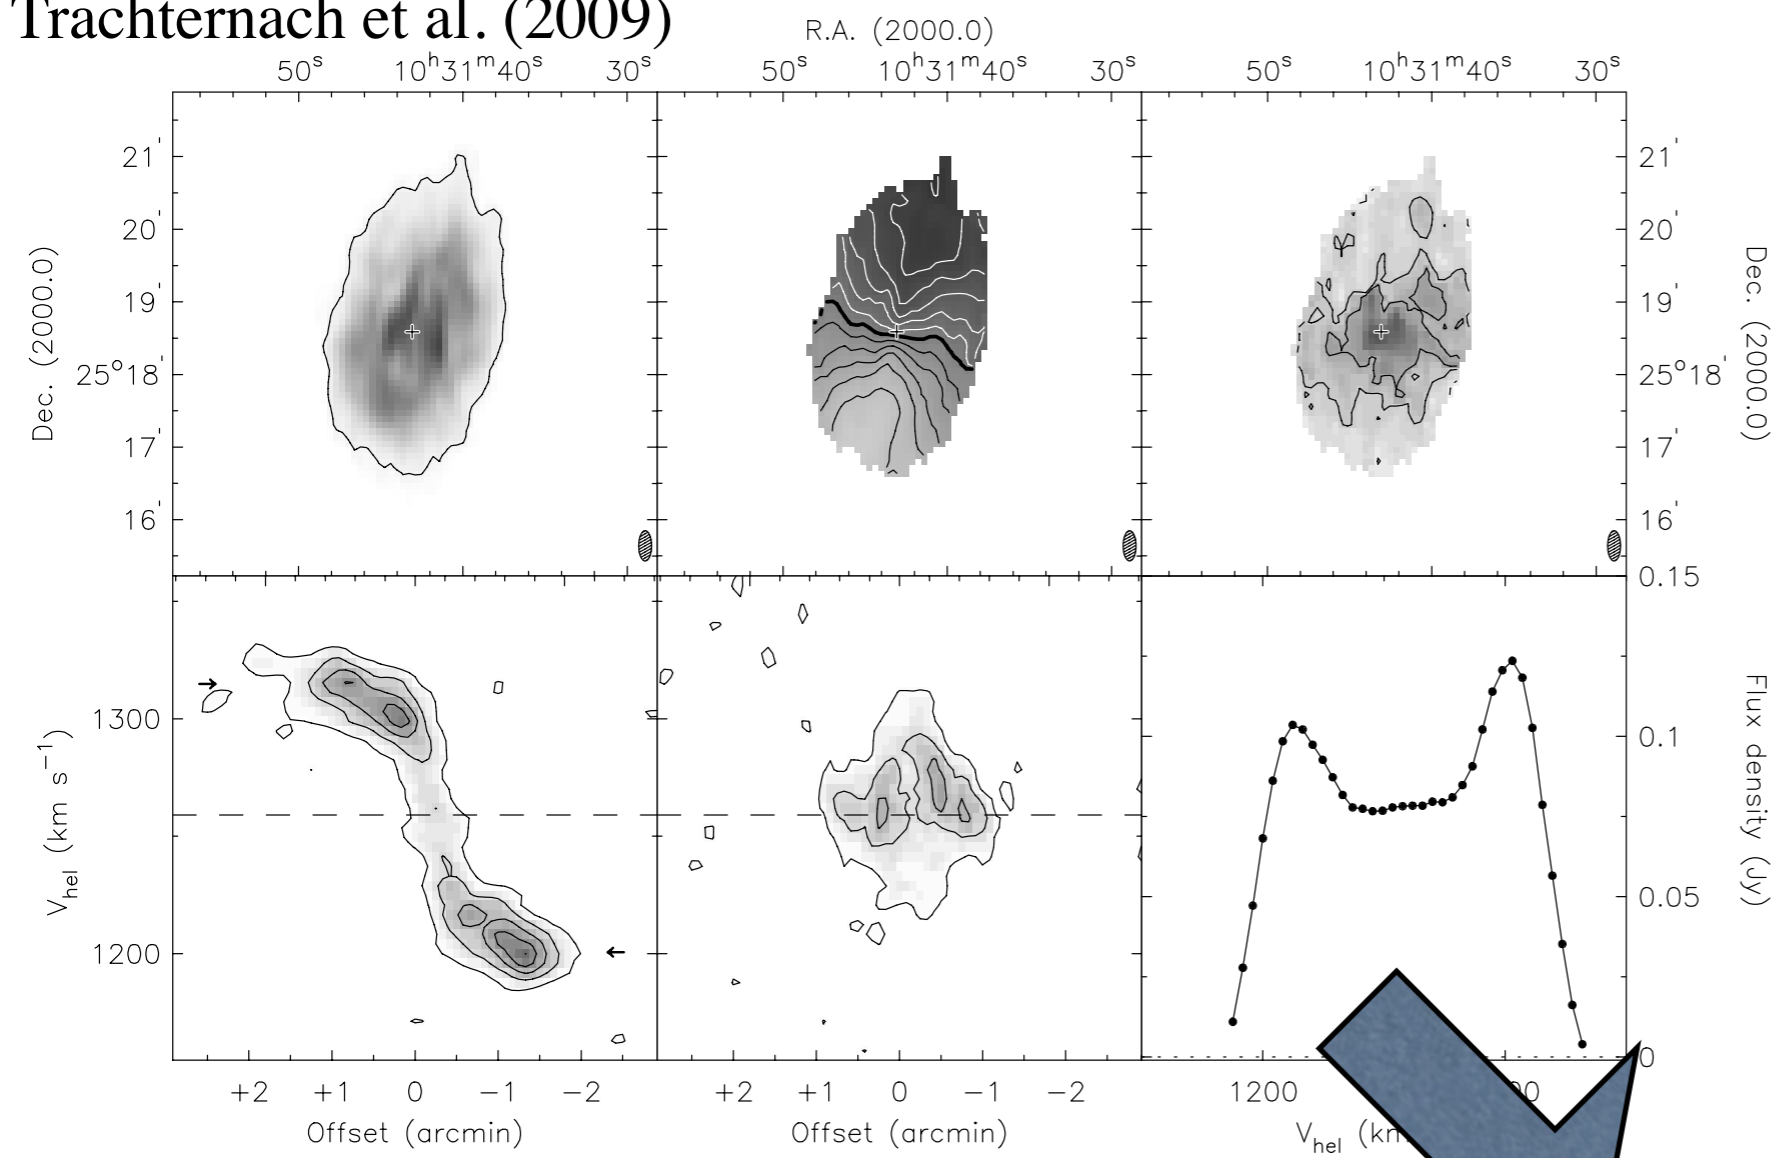 Trachternach et al. (2009)
R.A. (2000.0)
50ˢ 10ʰ31ᵐ40ˢ 30ˢ 50ˢ 10ʰ31ᵐ40ˢ 30ˢ 50ˢ 10ʰ31ᵐ40ˢ 30ˢ
Dec. (2000.0)
21'
20'
19'
25°18'
17'
16'
21'
20'
19'
25°18'
17'
16'
Dec. (2000.0)
V_hel (km s⁻¹)
1300
1200
0.15
0.1
0.05
0
Flux density (Jy)
+2 +1 0 −1 −2 +2 +1 0 −1 −2 1200
Offset (arcmin) Offset (arcmin) V_hel